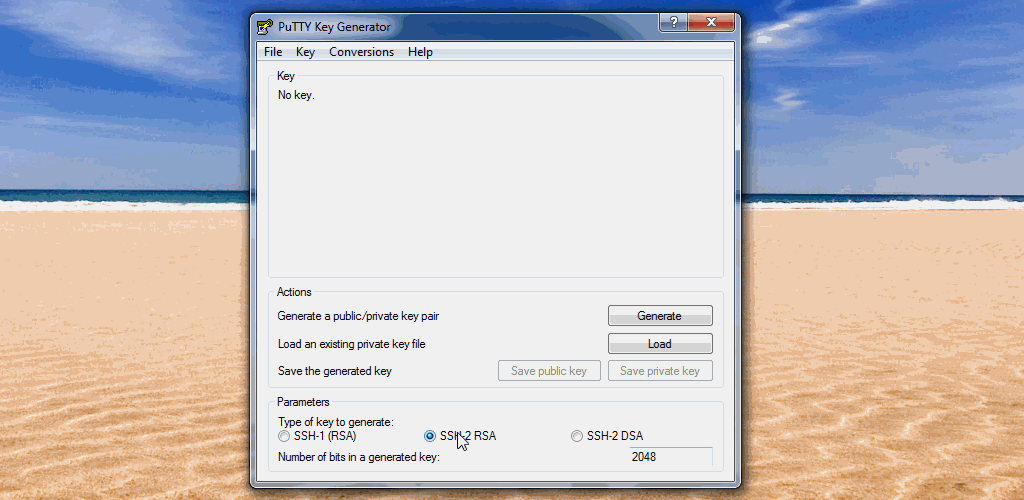 PuTTY Key Generator
?
File Key Conversions Help
Key
No key.
Actions
Generate a public/private key pair Generate
Load an existing private key file Load
Save the generated key Save public key Save private key
Parameters
Type of key to generate:
SSH-1 (RSA) SSH-2 RSA SSH-2 DSA
Number of bits in a generated key: 2048